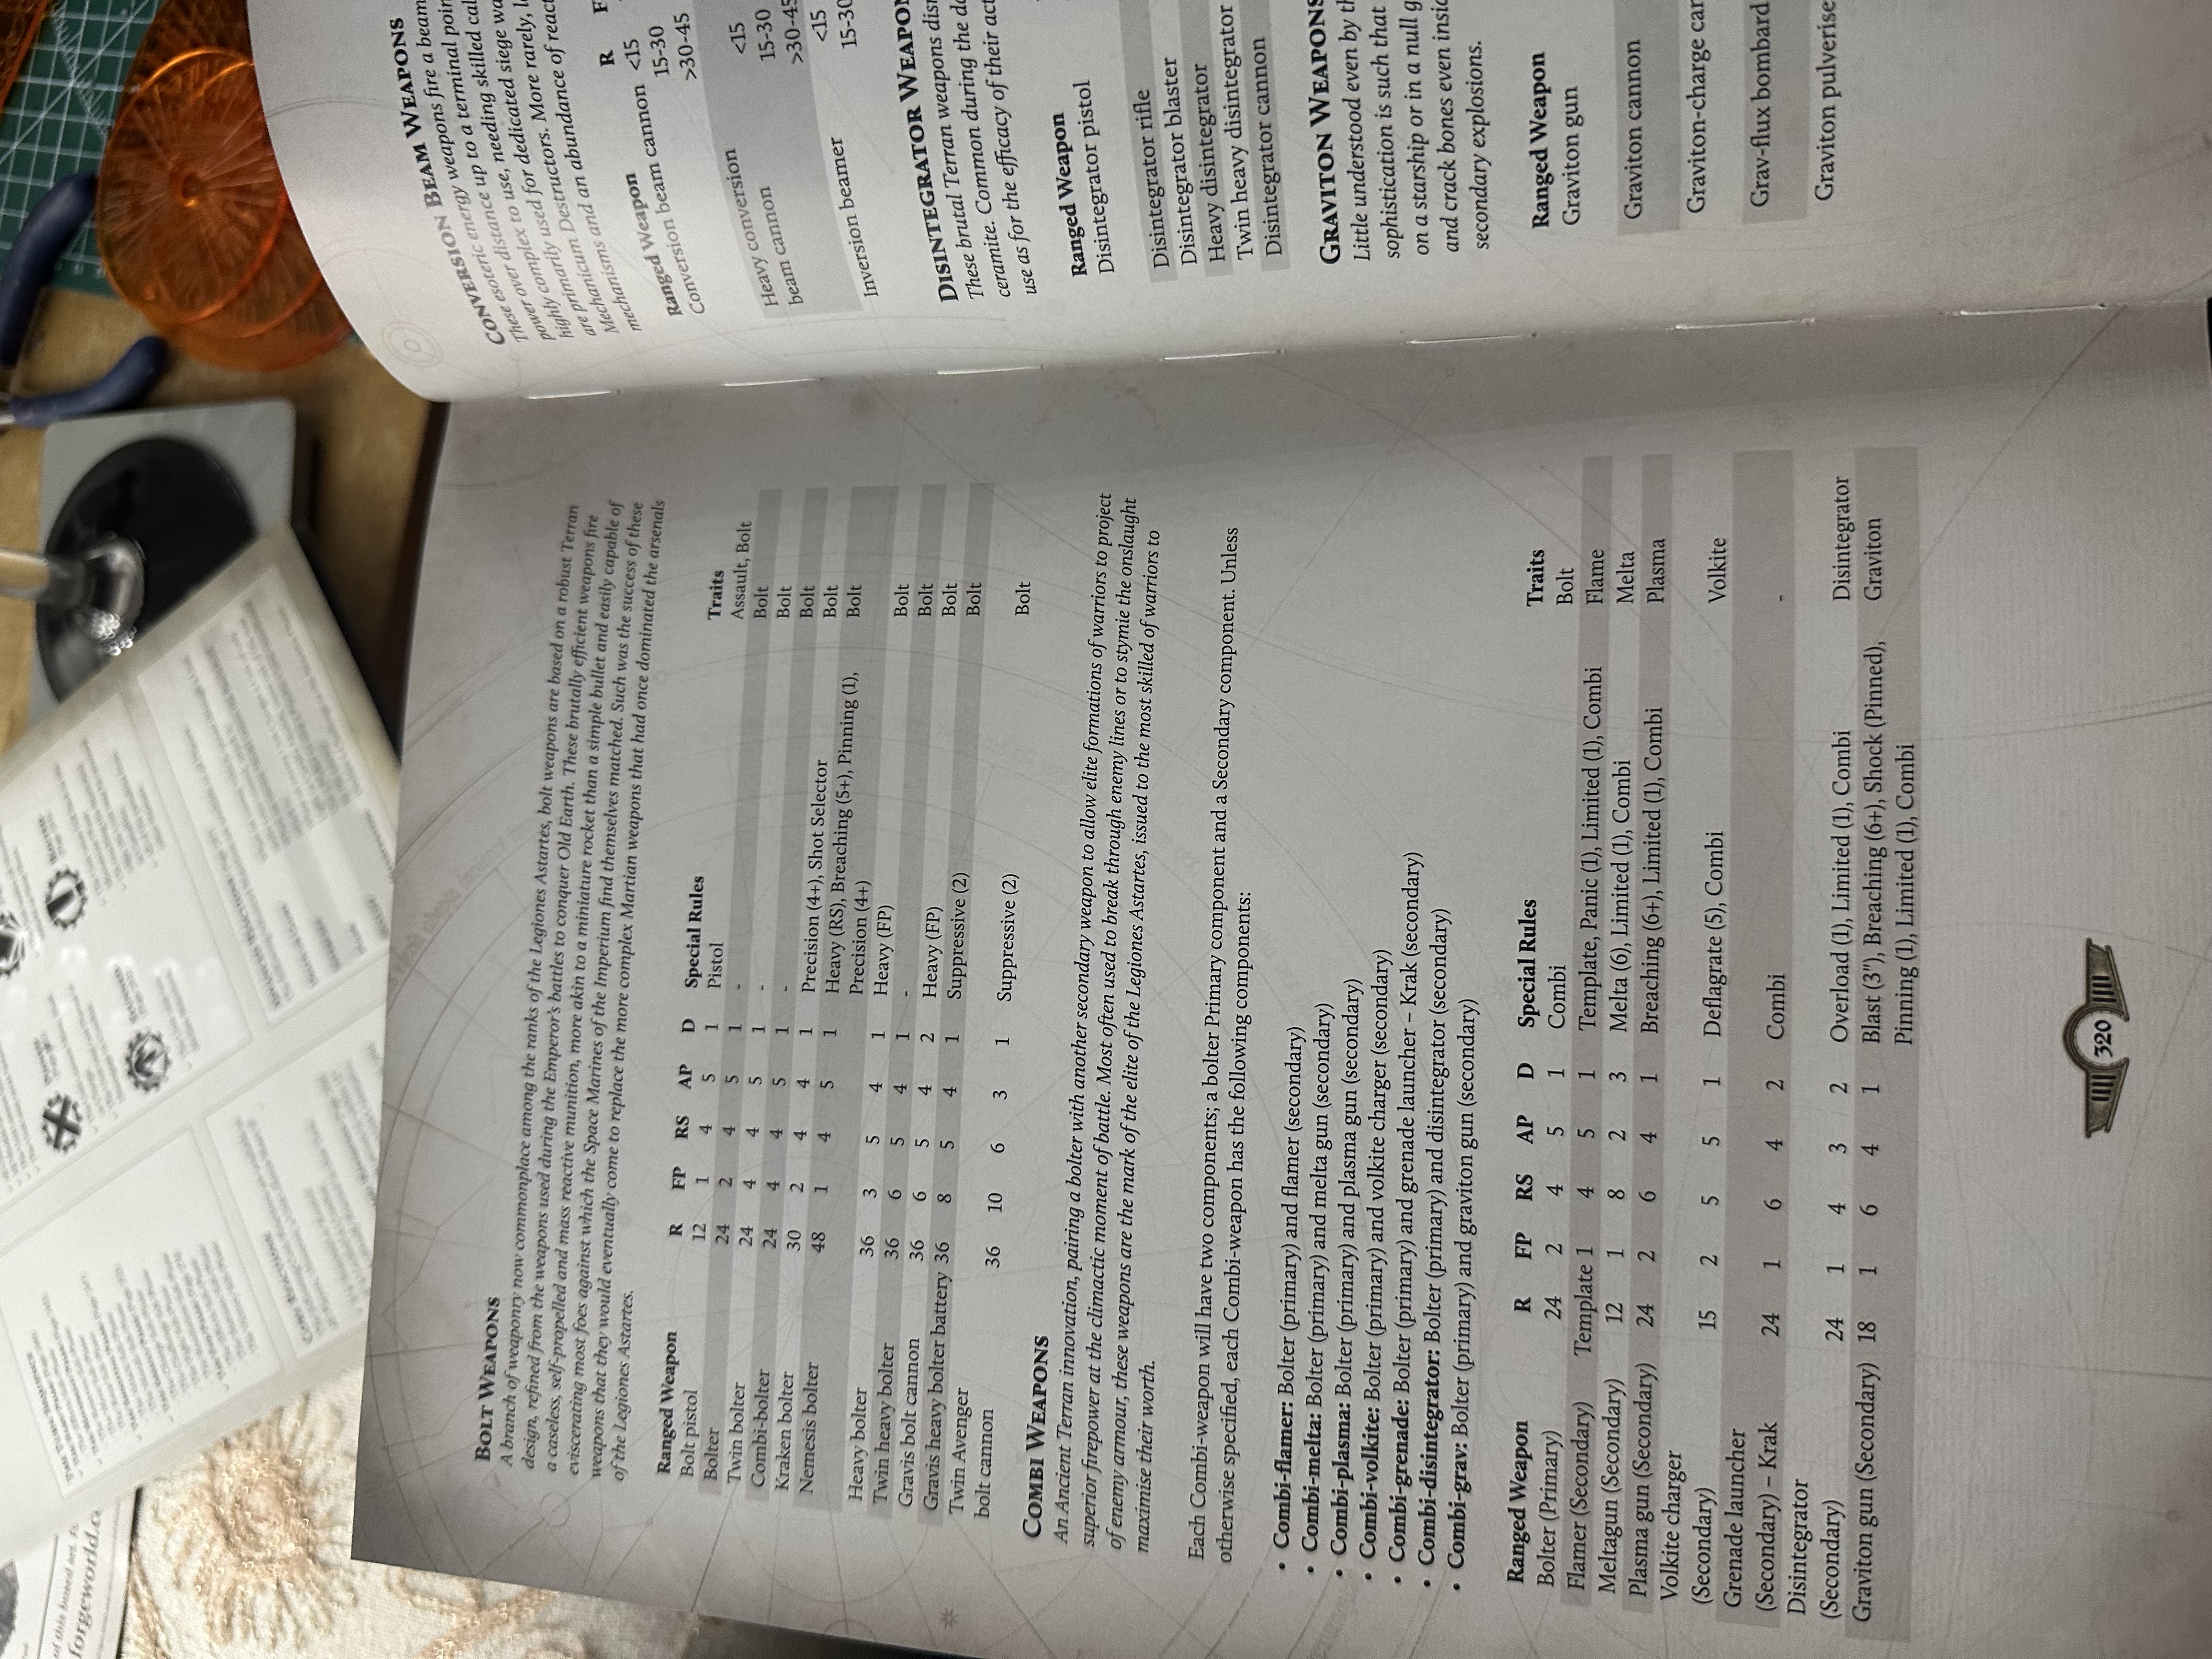 of this boxed set. Fo
forgeworld.c
THE TURN SEQUENCE
CORE REACTIONS
ADVANCED REACTIONS
BOLT WEAPONS
A branch of weaponry now commonplace among the ranks of the Legiones Astartes, bolt weapons are based on a robust Terran
design, refined from the weapons used during the Emperor's battles to conquer Old Earth. These brutally efficient weapons fire
a caseless, self-propelled and mass reactive munition, more akin to a miniature rocket than a simple bullet and easily capable of
eviscerating most foes against which the Space Marines of the Imperium find themselves matched. Such was the success of these
weapons that they would eventually come to replace the more complex Martian weapons that had once dominated the arsenals
of the Legiones Astartes.
Ranged Weapon R FP RS AP D Special Rules Traits
Bolt pistol 12 1 4 5 1 Pistol Assault, Bolt
Bolter 24 2 4 5 1 - Bolt
Twin bolter 24 4 4 5 1 - Bolt
Combi-bolter 24 4 4 5 1 - Bolt
Kraken bolter 30 2 4 4 1 Precision (4+), Shot Selector Bolt
Nemesis bolter 48 1 4 5 1 Heavy (RS), Breaching (5+), Pinning (1), Bolt
Precision (4+)
Heavy bolter 36 3 5 4 1 Heavy (FP) Bolt
Twin heavy bolter 36 6 5 4 1 - Bolt
Gravis bolt cannon 36 6 5 4 2 Heavy (FP) Bolt
Gravis heavy bolter battery 36 8 5 4 1 Suppressive (2) Bolt
Twin Avenger
bolt cannon 36 10 6 3 1 Suppressive (2) Bolt
COMBI WEAPONS
An Ancient Terran innovation, pairing a bolter with another secondary weapon to allow elite formations of warriors to project
superior firepower at the climactic moment of battle. Most often used to break through enemy lines or to stymie the onslaught
of enemy armour, these weapons are the mark of the elite of the Legiones Astartes, issued to the most skilled of warriors to
maximise their worth.
Each Combi-weapon will have two components; a bolter Primary component and a Secondary component. Unless
otherwise specified, each Combi-weapon has the following components:
• Combi-flamer: Bolter (primary) and flamer (secondary)
• Combi-melta: Bolter (primary) and melta gun (secondary)
• Combi-plasma: Bolter (primary) and plasma gun (secondary)
• Combi-volkite: Bolter (primary) and volkite charger (secondary)
• Combi-grenade: Bolter (primary) and grenade launcher – Krak (secondary)
• Combi-disintegrator: Bolter (primary) and disintegrator (secondary)
• Combi-grav: Bolter (primary) and graviton gun (secondary)
Ranged Weapon R FP RS AP D Special Rules Traits
Bolter (Primary) 24 2 4 5 1 Combi Bolt
Flamer (Secondary) Template 1 4 5 1 Template, Panic (1), Limited (1), Combi Flame
Meltagun (Secondary) 12 1 8 2 3 Melta (6), Limited (1), Combi Melta
Plasma gun (Secondary) 24 2 6 4 1 Breaching (6+), Limited (1), Combi Plasma
Volkite charger
(Secondary) 15 2 5 5 1 Deflagrate (5), Combi Volkite
Grenade launcher
(Secondary) – Krak 24 1 6 4 2 Combi -
Disintegrator
(Secondary) 24 1 4 3 2 Overload (1), Limited (1), Combi Disintegrator
Graviton gun (Secondary) 18 1 6 4 1 Blast (3"), Breaching (6+), Shock (Pinned), Graviton
Pinning (1), Limited (1), Combi
320
CONVERSION BEAM WEAPONS
These esoteric energy weapons fire a beam
power over distance up to a terminal poin
highly complex to use, needing skilled cal
are primarily used for dedicated siege wa
Mechanicum Destructors. More rarely, l
mechanisms and an abundance of react
Ranged Weapon R F
Conversion beam cannon <15
15-30
>30-45
Heavy conversion <15
beam cannon 15-30
>30-45
Inversion beamer <15
15-30
DISINTEGRATOR WEAPON
These brutal Terran weapons disr
ceramite. Common during the da
use as for the efficacy of their act
Ranged Weapon
Disintegrator pistol
Disintegrator rifle
Disintegrator blaster
Heavy disintegrator
Twin heavy disintegrator
Disintegrator cannon
GRAVITON WEAPONS
Little understood even by th
sophistication is such that
on a starship or in a null g
and crack bones even insid
secondary explosions.
Ranged Weapon
Graviton gun
Graviton cannon
Graviton-charge can
Grav-flux bombard
Graviton pulverise